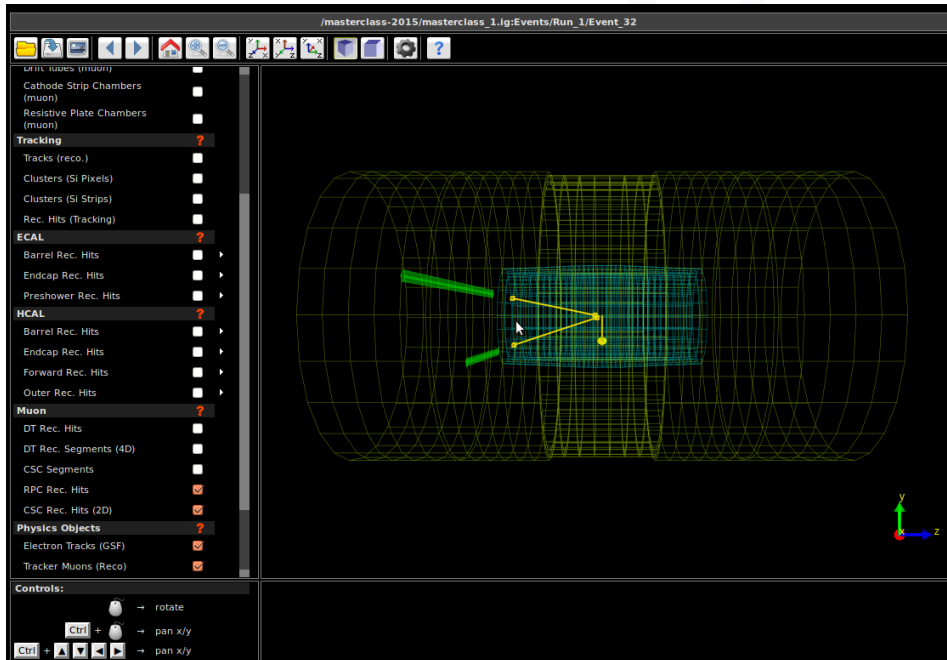 /masterclass-2015/masterclass_1.ig:Events/Run_1/Event_32
Drift Tubes (muon)
Cathode Strip Chambers
(muon)
Resistive Plate Chambers
(muon)
Tracking ?
Tracks (reco.)
Clusters (Si Pixels)
Clusters (Si Strips)
Rec. Hits (Tracking)
ECAL ?
Barrel Rec. Hits
Endcap Rec. Hits
Preshower Rec. Hits
HCAL ?
Barrel Rec. Hits
Endcap Rec. Hits
Forward Rec. Hits
Outer Rec. Hits
Muon ?
DT Rec. Hits
DT Rec. Segments (4D)
CSC Segments
RPC Rec. Hits
CSC Rec. Hits (2D)
Physics Objects ?
Electron Tracks (GSF)
Tracker Muons (Reco)
y
x z
Controls:
→ rotate
Ctrl + → pan x/y
Ctrl + ▲ ▼ ◀ ▶ → pan x/y